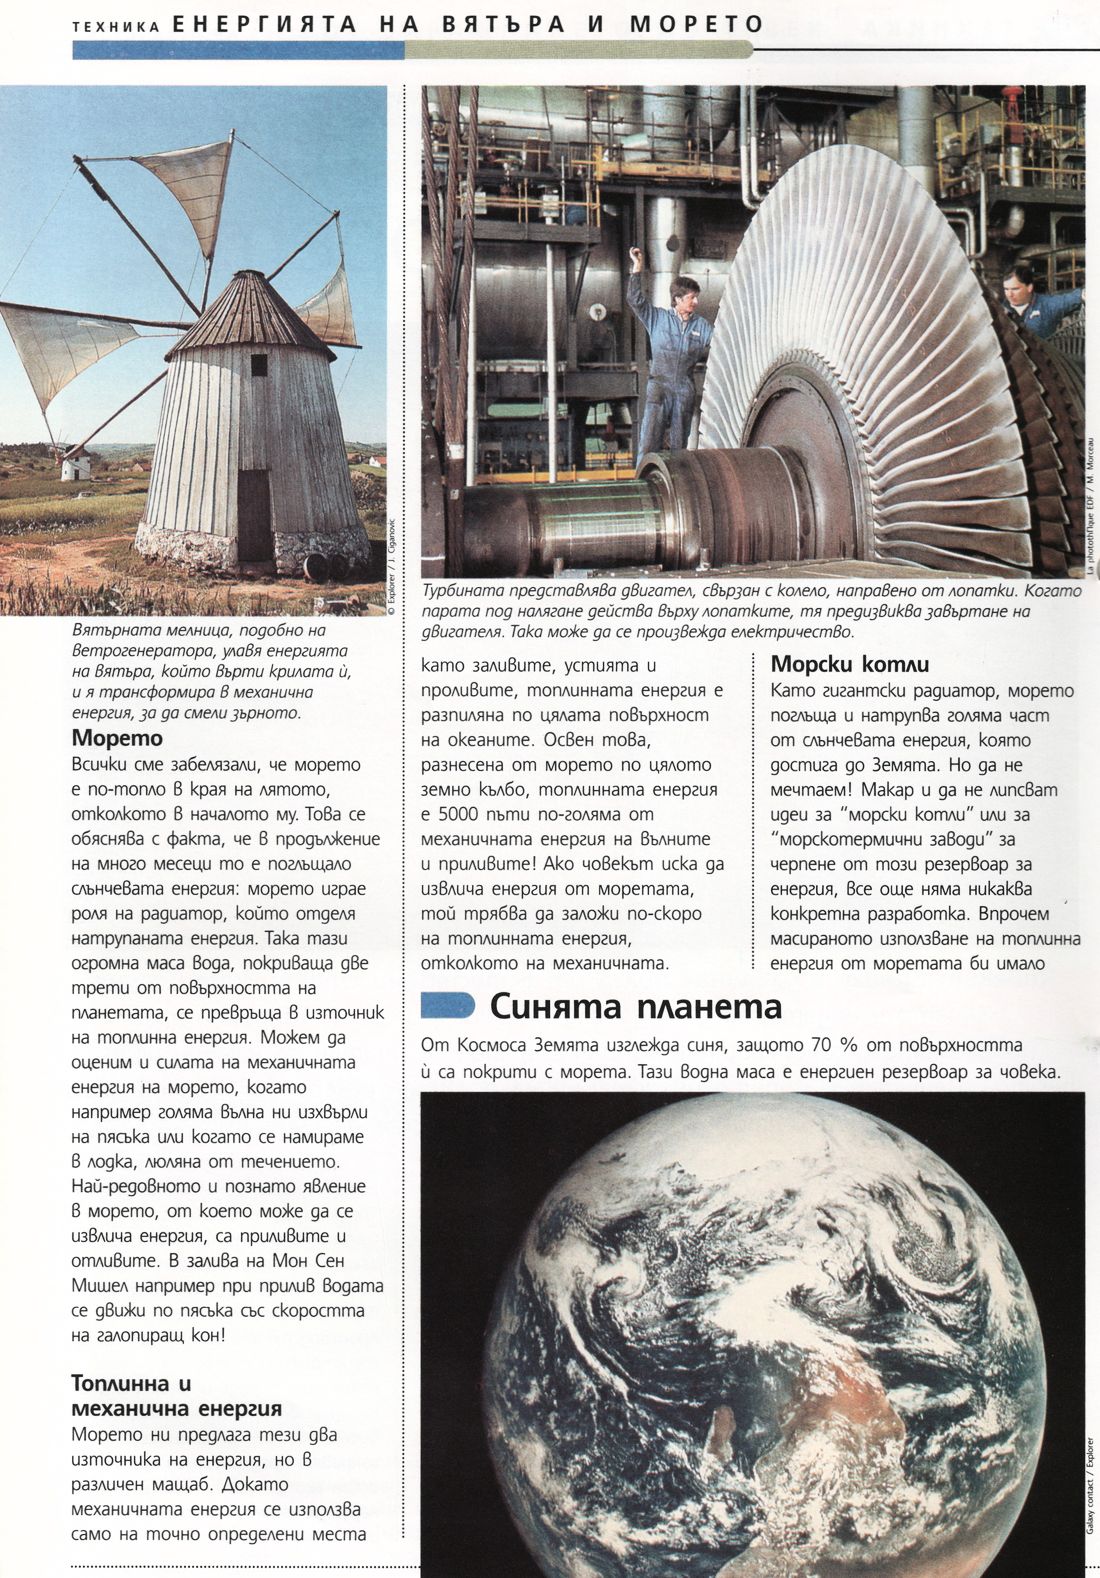 ТЕХНИКА ЕНЕРГИЯТА НА ВЯТЪРА И МОРЕТО
© Explorer / J. Ciganovic
Вятърната мелница, подобно на
ветрогенератора, улавя енергията
на вятъра, който върти крилата ѝ,
и я трансформира в механична
енергия, за да смели зърното.
La photothПque EDF / M. Morceau
Турбината представлява двигател, свързан с колело, направено от лопатки. Когато
парата под налягане действа върху лопатките, тя предизвиква завъртане на
двигателя. Така може да се произвежда електричество.
Морето
Всички сме забелязали, че морето
е по-топло в края на лятото,
отколкото в началото му. Това се
обяснява с факта, че в продължение
на много месеци то е поглъщало
слънчевата енергия: морето играе
роля на радиатор, който отделя
натрупаната енергия. Така тази
огромна маса вода, покриваща две
трети от повърхността на
планетата, се превръща в източник
на топлинна енергия. Можем да
оценим и силата на механичната
енергия на морето, когато
например голяма вълна ни изхвърли
на пясъка или когато се намираме
в лодка, люляна от течението.
Най-редовното и познато явление
в морето, от което може да се
извлича енергия, са приливите и
отливите. В залива на Мон Сен
Мишел например при прилив водата
се движи по пясъка със скоростта
на галопиращ кон!
Топлинна и
механична енергия
Морето ни предлага тези два
източника на енергия, но в
различен мащаб. Докато
механичната енергия се използва
само на точно определени места
като заливите, устията и
проливите, топлинната енергия е
разпиляна по цялата повърхност
на океаните. Освен това,
разнесена от морето по цялото
земно кълбо, топлинната енергия
е 5000 пъти по-голяма от
механичната енергия на вълните
и приливите! Ако човекът иска да
извлича енергия от моретата,
той трябва да заложи по-скоро
на топлинната енергия,
отколкото на механичната.
Морски котли
Като гигантски радиатор, морето
поглъща и натрупва голяма част
от слънчевата енергия, която
достига до Земята. Но да не
мечтаем! Макар и да не липсват
идеи за “морски котли” или за
“морскотермични заводи” за
черпене от този резервоар за
енергия, все още няма никаква
конкретна разработка. Впрочем
масираното използване на топлинна
енергия от моретата би имало
Синята планета
От Космоса Земята изглежда синя, защото 70 % от повърхността
ѝ са покрити с морета. Тази водна маса е енергиен резервоар за човека.
Galaxy contact / Explorer